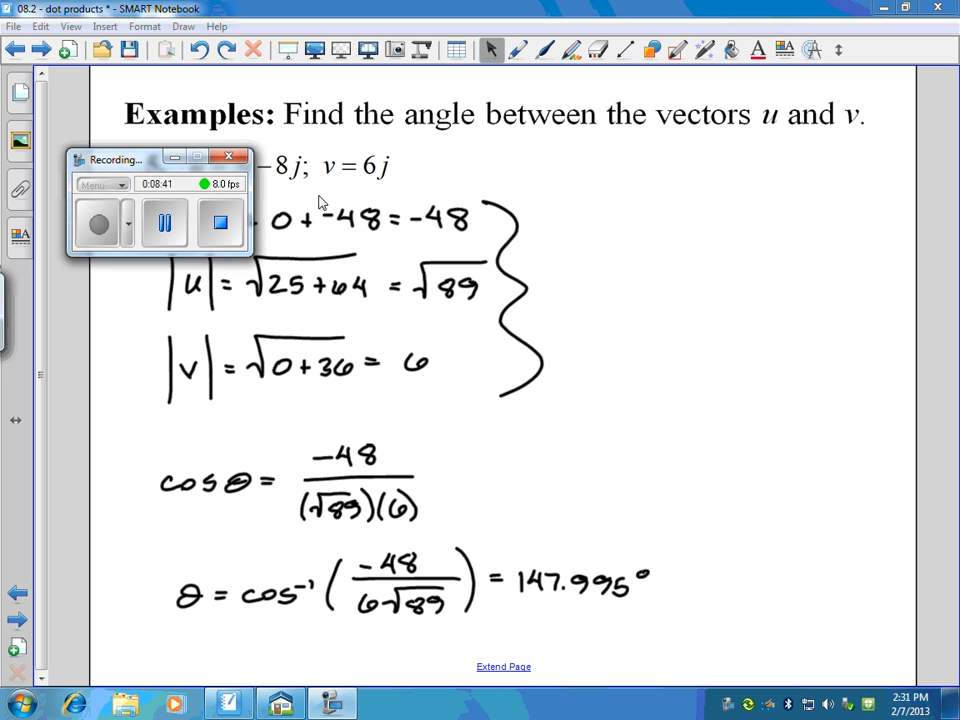 08.2 - dot products * - SMART Notebook
File Edit View Insert Format Draw Help
Examples: Find the angle between the vectors u and v.
Recording...
− 8 j; v = 6 j
Menu 0:08:41 8.0 fps
0 + -48 = -48
|u| = √25+64 = √89
|v| = √0+36 = 6
cos θ = -48 / (√89)(6)
θ = cos⁻¹ ( -48 / 6√89 ) = 147.995°
Extend Page
2:31 PM
2/7/2013